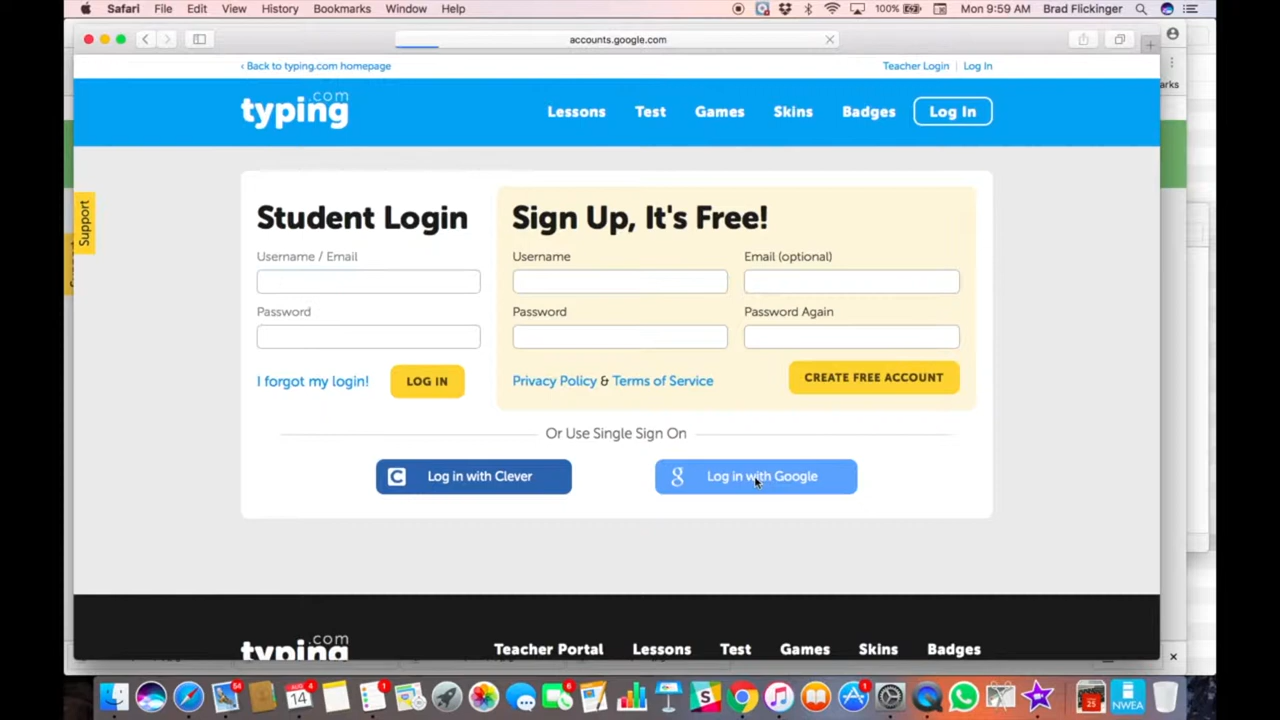 Safari File Edit View History Bookmarks Window Help 100% Mon 9:59 AM Brad Flickinger
accounts.google.com
‹ Back to typing.com homepage Teacher Login | Log In
arks
typing.com Lessons Test Games Skins Badges Log In
Support
Student Login Sign Up, It's Free!
Username / Email Username Email (optional)
Password Password Password Again
I forgot my login! LOG IN Privacy Policy & Terms of Service CREATE FREE ACCOUNT
Or Use Single Sign On
C Log in with Clever g Log in with Google
typing.com Teacher Portal Lessons Test Games Skins Badges
AUG 14
NWEA